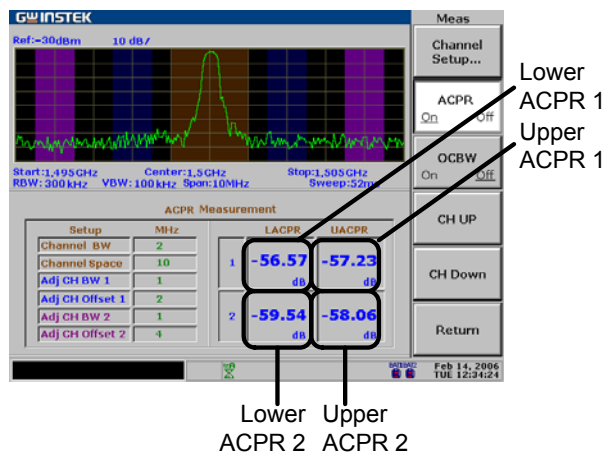 GWINSTEK
Meas
Ref:-30dBm 10 dB/
Channel
Setup...
Lower
ACPR 1
ACPR
On Off
Upper
ACPR 1
OCBW
On Off
Start:1,495GHz Center:1,5GHz Stop:1,505GHz
RBW: 300 kHz VBW: 100 kHz Span:10MHz Sweep:52ms
ACPR Measurement
CH UP
Setup MHz LACPR UACPR
Channel BW 2
Channel Space 10
1 -56.57 dB -57.23 dB
CH Down
Adj CH BW 1 1
Adj CH Offset 1 2
Adj CH BW 2 1
2 -59.54 dB -58.06 dB
Adj CH Offset 2 4
Return
Feb 14, 2006
TUE 12:34:24
Lower
ACPR 2
Upper
ACPR 2